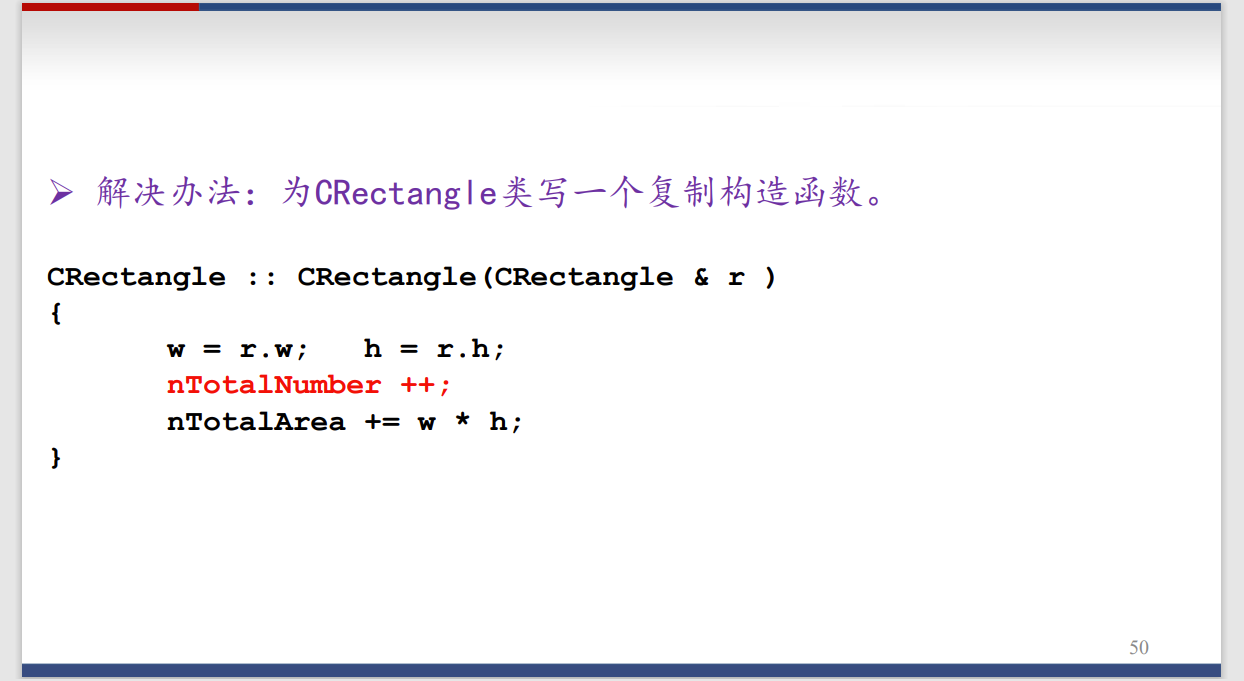 解决办法：为CRectangle类写一个复制构造函数。
CRectangle :: CRectangle(CRectangle & r )
{
w = r.w; h = r.h;
nTotalNumber ++;
nTotalArea += w * h;
}
50